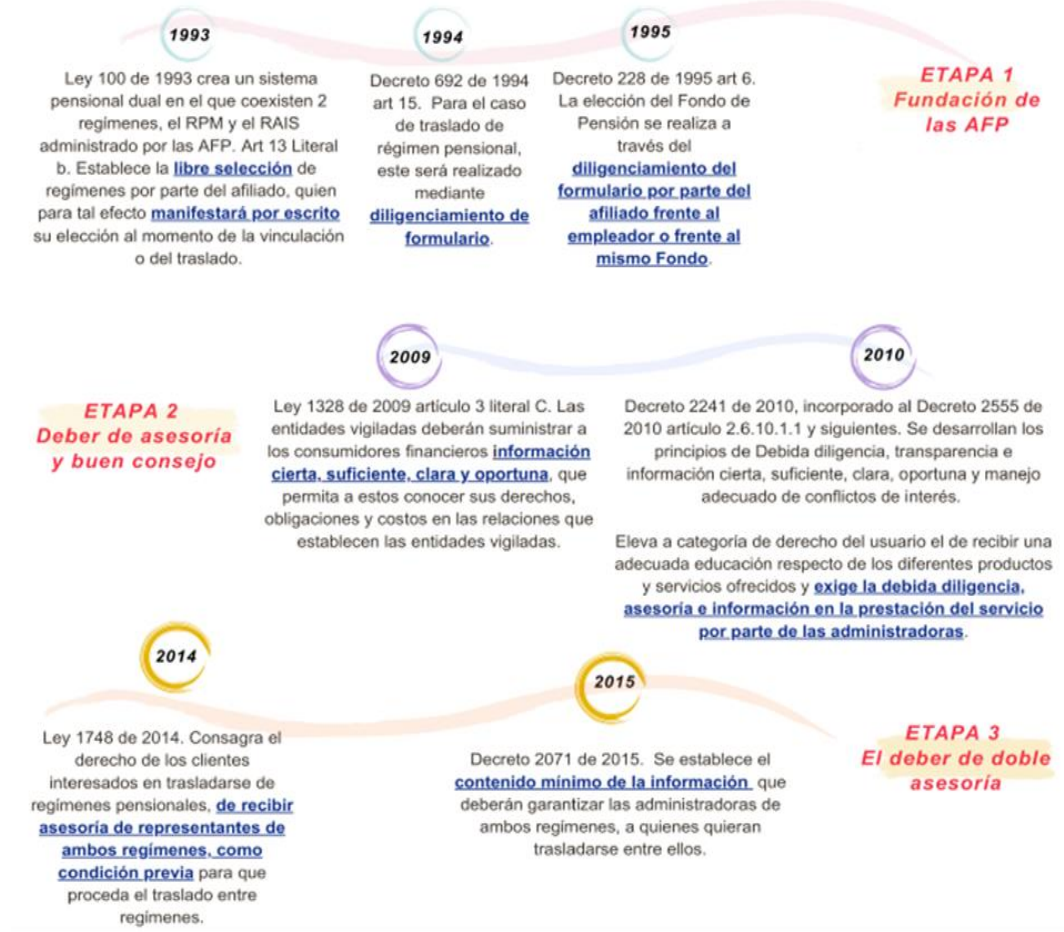 1993
Ley 100 de 1993 crea un sistema
pensional dual en el que coexisten 2
regímenes, el RPM y el RAIS
administrado por las AFP. Art 13 Literal
b. Establece la libre selección de
regímenes por parte del afiliado, quien
para tal efecto manifestará por escrito
su elección al momento de la vinculación
o del traslado.
1994
Decreto 692 de 1994
art 15. Para el caso
de traslado de
régimen pensional,
este será realizado
mediante
diligenciamiento de
formulario.
1995
Decreto 228 de 1995 art 6.
La elección del Fondo de
Pensión se realiza a
través del
diligenciamiento del
formulario por parte del
afiliado frente al
empleador o frente al
mismo Fondo.
ETAPA 1
Fundación de
las AFP
ETAPA 2
Deber de asesoría
y buen consejo
2009
Ley 1328 de 2009 artículo 3 literal C. Las
entidades vigiladas deberán suministrar a
los consumidores financieros información
cierta, suficiente, clara y oportuna, que
permita a estos conocer sus derechos,
obligaciones y costos en las relaciones que
establecen las entidades vigiladas.
2010
Decreto 2241 de 2010, incorporado al Decreto 2555 de
2010 artículo 2.6.10.1.1 y siguientes. Se desarrollan los
principios de Debida diligencia, transparencia e
información cierta, suficiente, clara, oportuna y manejo
adecuado de conflictos de interés.
Eleva a categoría de derecho del usuario el de recibir una
adecuada educación respecto de los diferentes productos
y servicios ofrecidos y exige la debida diligencia,
asesoría e información en la prestación del servicio
por parte de las administradoras.
2014
Ley 1748 de 2014. Consagra el
derecho de los clientes
interesados en trasladarse de
regímenes pensionales, de recibir
asesoría de representantes de
ambos regímenes, como
condición previa para que
proceda el traslado entre
regímenes.
2015
Decreto 2071 de 2015. Se establece el
contenido mínimo de la información que
deberán garantizar las administradoras de
ambos regímenes, a quienes quieran
trasladarse entre ellos.
ETAPA 3
El deber de doble
asesoría